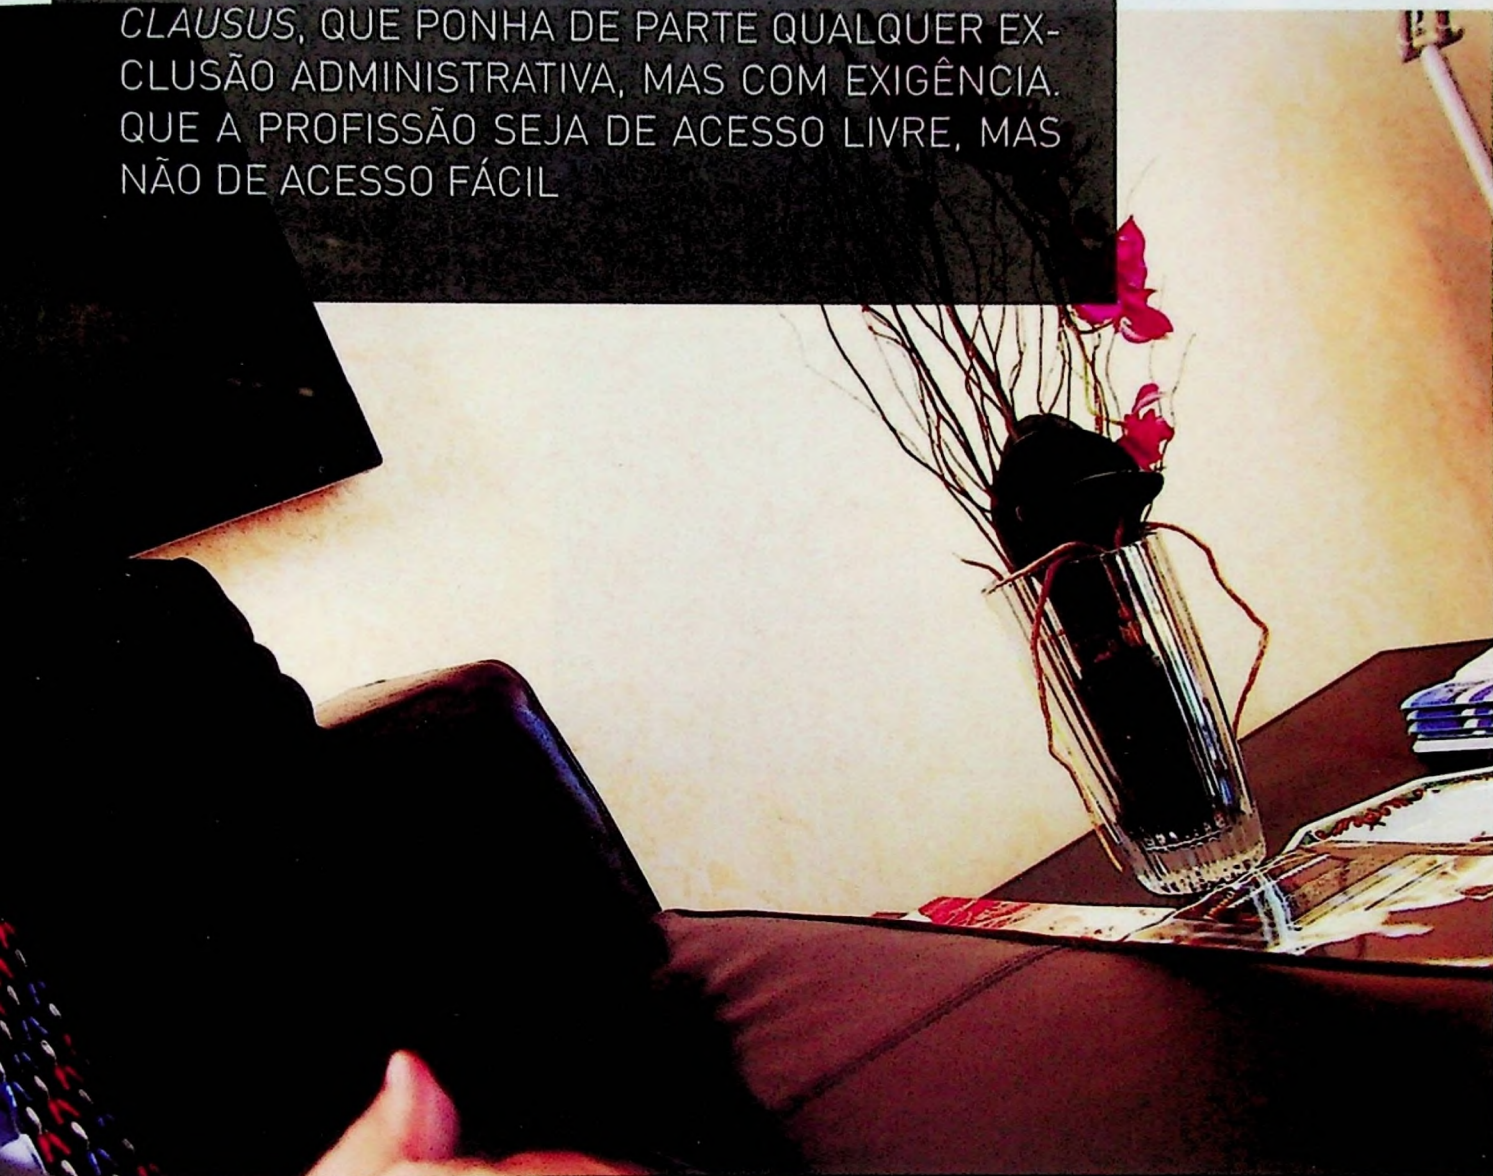 CLAUSUS, QUE PONHA DE PARTE QUALQUER EX-
CLUSÃO ADMINISTRATIVA, MAS COM EXIGÊNCIA.
QUE A PROFISSÃO SEJA DE ACESSO LIVRE, MAS
NÃO DE ACESSO FÁCIL